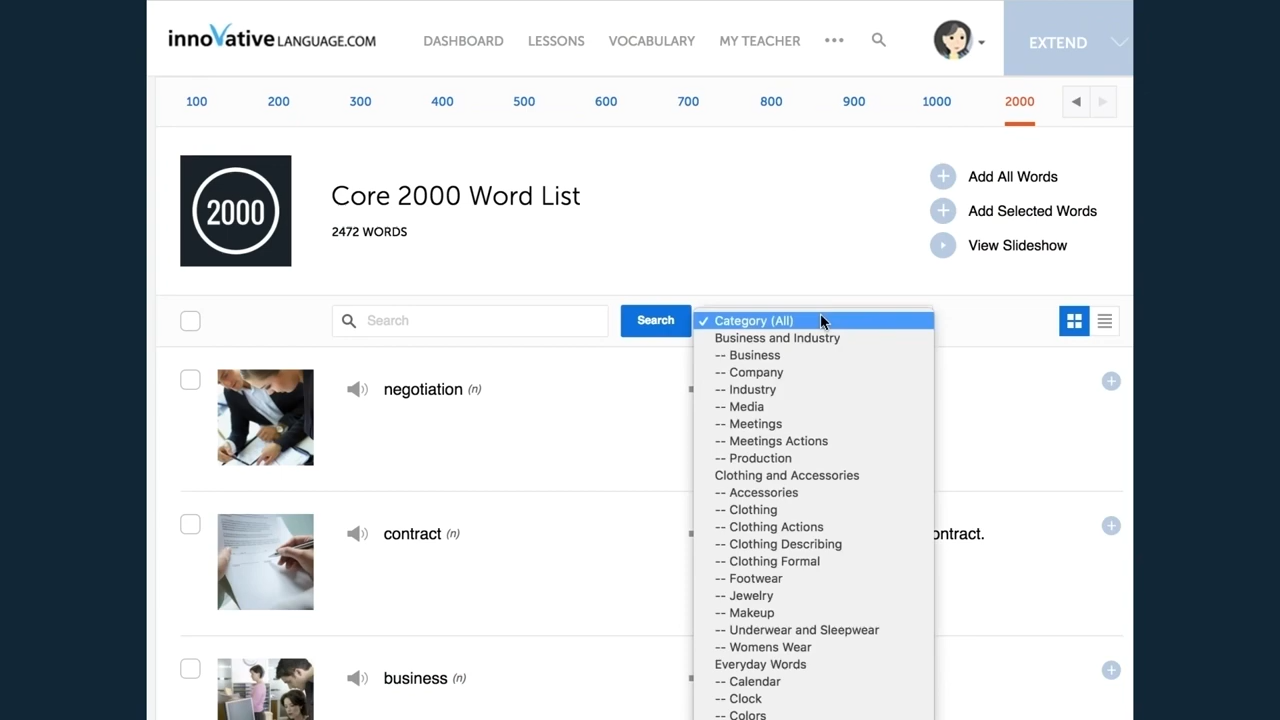 innoVative LANGUAGE.COM
DASHBOARD LESSONS VOCABULARY MY TEACHER ••• EXTEND
100 200 300 400 500 600 700 800 900 1000 2000
2000
Core 2000 Word List
2472 WORDS
Add All Words
Add Selected Words
View Slideshow
Search
Search
✓ Category (All)
Business and Industry
-- Business
-- Company
-- Industry
-- Media
-- Meetings
-- Meetings Actions
-- Production
Clothing and Accessories
-- Accessories
-- Clothing
-- Clothing Actions
-- Clothing Describing
-- Clothing Formal
-- Footwear
-- Jewelry
-- Makeup
-- Underwear and Sleepwear
-- Womens Wear
Everyday Words
-- Calendar
-- Clock
-- Colors
negotiation (n)
contract (n)
ontract.
business (n)